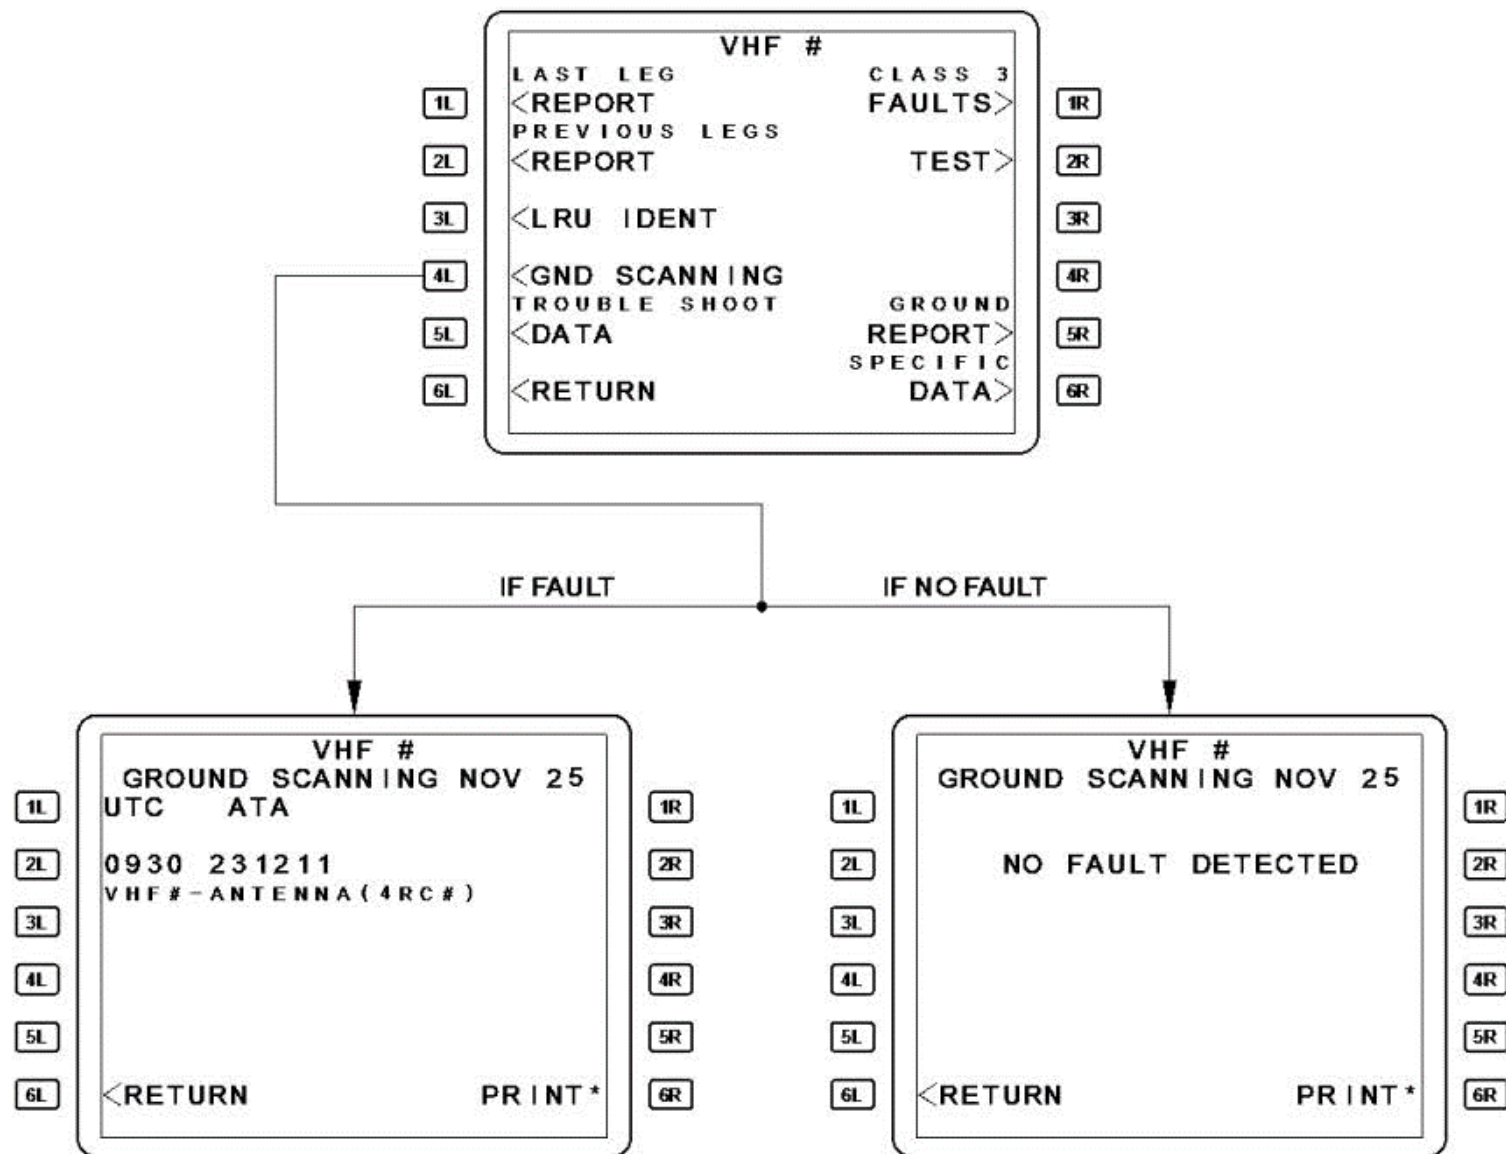 VHF #
LAST LEG CLASS 3
1L <REPORT FAULTS> 1R
PREVIOUS LEGS
2L <REPORT TEST> 2R
3L <LRU IDENT 3R
4L <GND SCANNING 4R
TROUBLE SHOOT GROUND
5L <DATA REPORT> 5R
SPECIFIC
6L <RETURN DATA> 6R
IF FAULT IF NO FAULT
VHF #
GROUND SCANNING NOV 25
1L UTC ATA 1R
2L 0930 231211 2R
VHF#-ANTENNA(4RC#)
3L 3R
4L 4R
5L 5R
6L <RETURN PRINT* 6R
VHF #
GROUND SCANNING NOV 25
1L 1R
2L NO FAULT DETECTED 2R
3L 3R
4L 4R
5L 5R
6L <RETURN PRINT* 6R